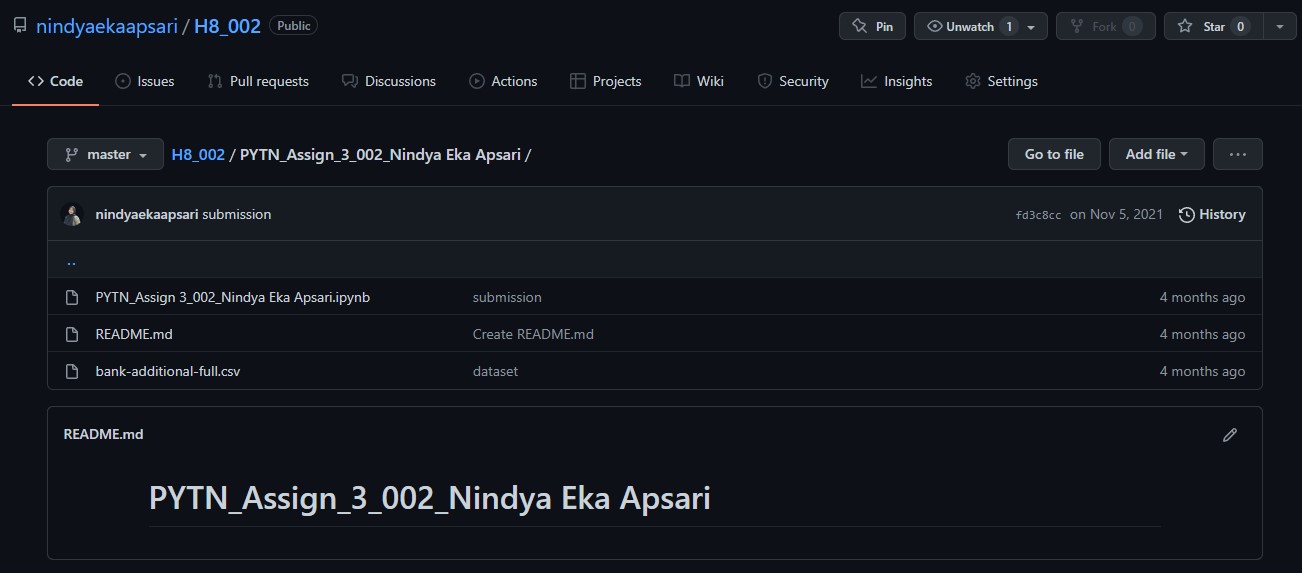 nindyaekaapsari / H8_002 Public Pin Unwatch 1 Fork 0 Star 0
Code Issues Pull requests Discussions Actions Projects Wiki Security Insights Settings
master H8_002 / PYTN_Assign_3_002_Nindya Eka Apsari / Go to file Add file ...
nindyaekaapsari submission fd3c8cc on Nov 5, 2021 History
..
PYTN_Assign 3_002_Nindya Eka Apsari.ipynb submission 4 months ago
README.md Create README.md 4 months ago
bank-additional-full.csv dataset 4 months ago
README.md
PYTN_Assign_3_002_Nindya Eka Apsari